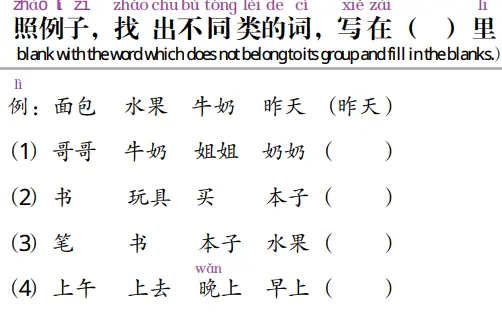 zhào lì zǐ zhǎo chū bù tóng lèi de cí xiě zài lǐ
照例子，找 出不同类的词，写在（ ）里
blank with the word which does not belong to its group and fill in the blanks.)
lì
例：面包 水果 牛奶 昨天 （昨天）
（1）哥哥 牛奶 姐姐 奶奶（ ）
（2）书 玩具 买 本子（ ）
（3）笔 书 本子 水果（ ）
wǎn
（4）上午 上去 晚上 早上（ ）